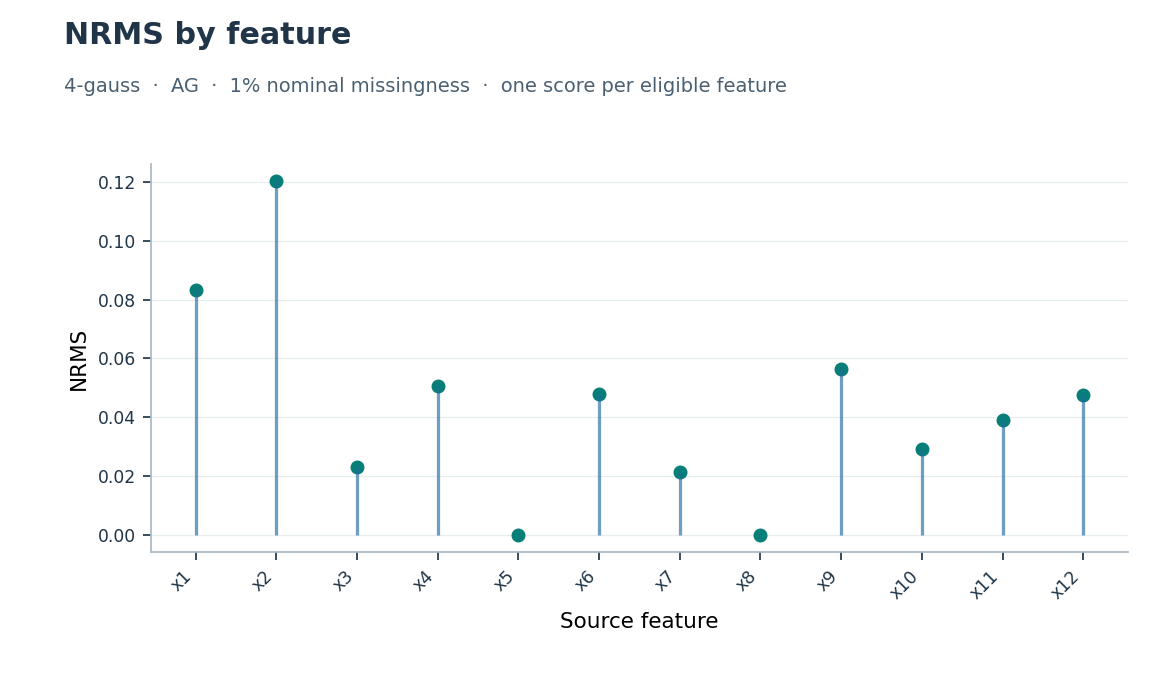 NRMS by feature
4-gauss · AG · 1% nominal missingness · one score per eligible feature
0.12
0.10
0.08
0.06
0.04
0.02
0.00
NRMS
x1 x2 x3 x4 x5 x6 x7 x8 x9 x10 x11 x12
Source feature